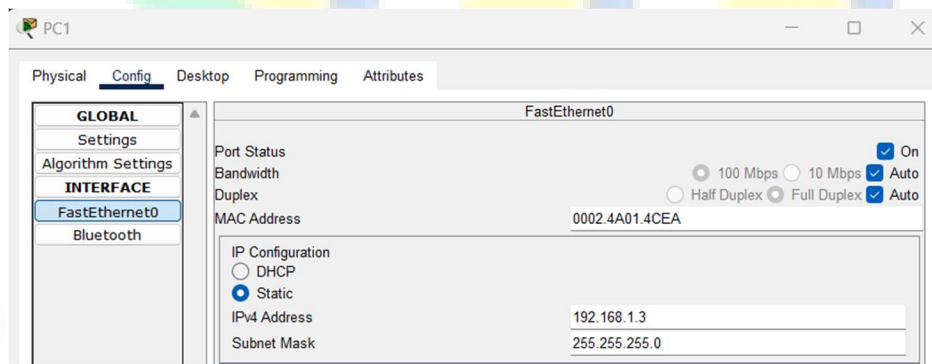 PC1
Physical Config Desktop Programming Attributes
GLOBAL
Settings
Algorithm Settings
INTERFACE
FastEthernet0
Bluetooth
FastEthernet0
Port Status On
Bandwidth 100 Mbps 10 Mbps Auto
Duplex Half Duplex Full Duplex Auto
MAC Address 0002.4A01.4CEA
IP Configuration
DHCP
Static
IPv4 Address 192.168.1.3
Subnet Mask 255.255.255.0